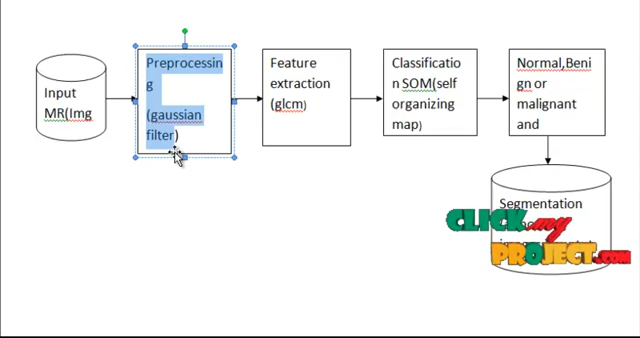 Input
MR(Img
Preprocessin
g
(gaussian
filter)
Feature
extraction
(glcm)
Classificatio
n SOM(self
organizing
map)
Normal,Beni
gn or
malignant
and
Segmentation
CLICK my
PROJECT.com